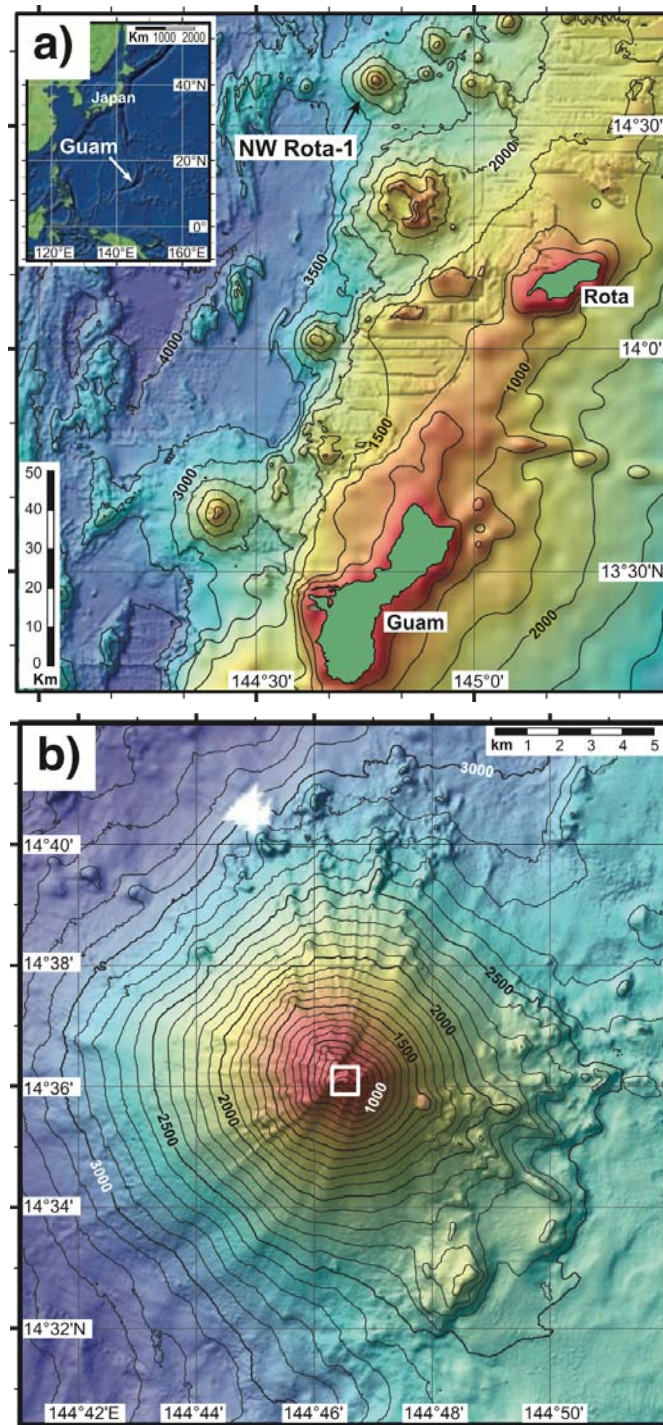 a)
Km
1000 2000
40°N
Japan
Guam
20°N
0°
120°E 140°E 160°E
NW Rota-1
14°30'
2000
3500
4000
Rota
14°0'
1000
1500
3000
50
40
30
20
10
0
Km
13°30'N
Guam
2000
144°30' 145°0'
b)
km 1 2 3 4 5
3000
14°40'
14°38'
2500
2000
1500
14°36'
1000
2000
2500
3000
14°34'
14°32'N
144°42'E 144°44' 144°46' 144°48' 144°50'